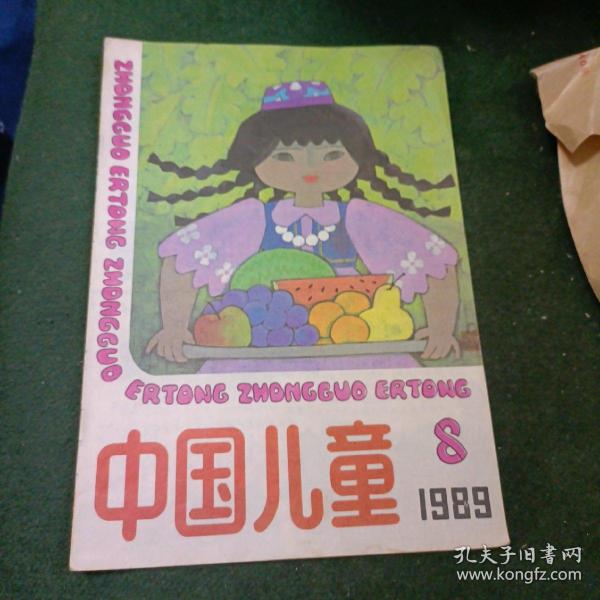 ZHONGGUO ERTONG ZHONGGUO
ERTONG ZHONGGUO ERTONG
中国儿童
8
1989
孔夫子旧書网
www.kongfz.com